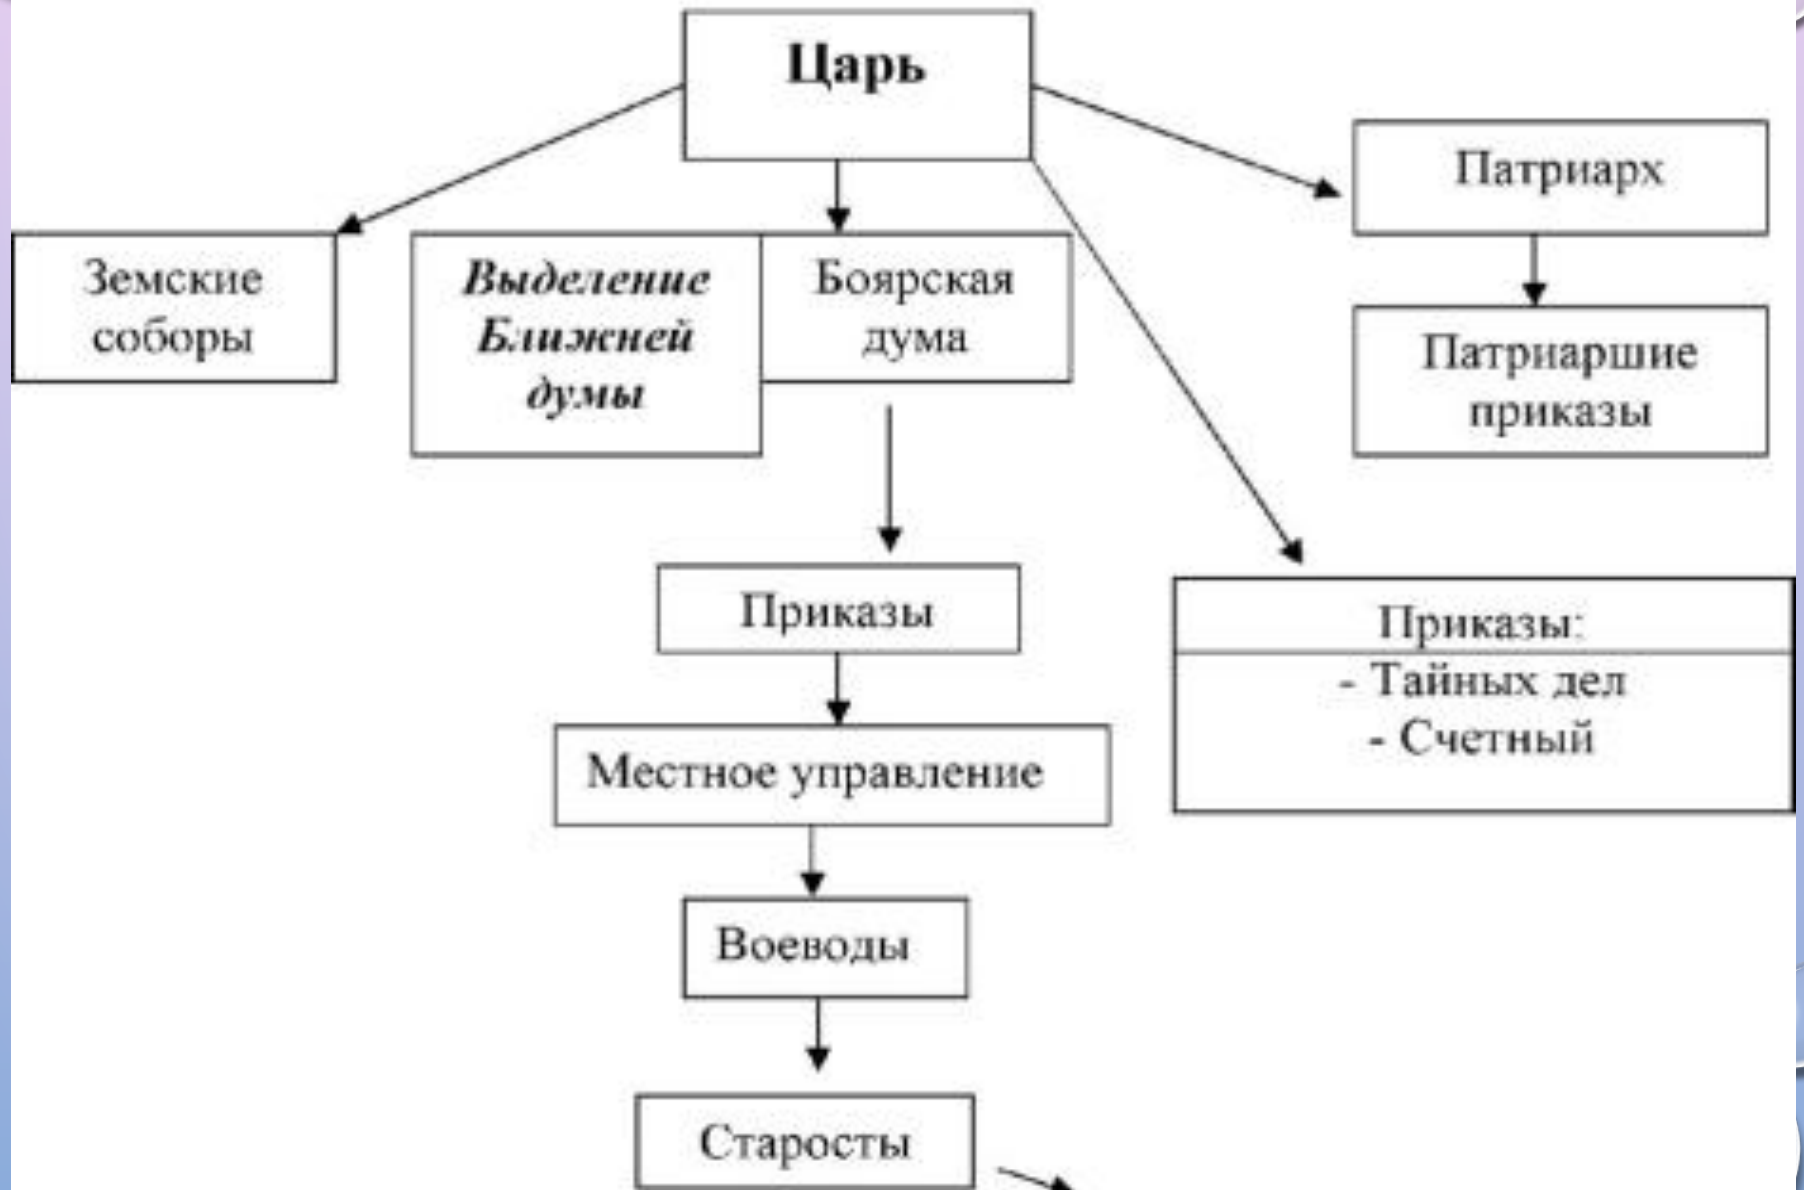 Царь
Патриарх
Земские
соборы
Выделение
Ближней
думы
Боярская
дума
Патриаршие
приказы
Приказы
Приказы:
- Тайных дел
- Счетный
Местное управление
Воеводы
Старосты